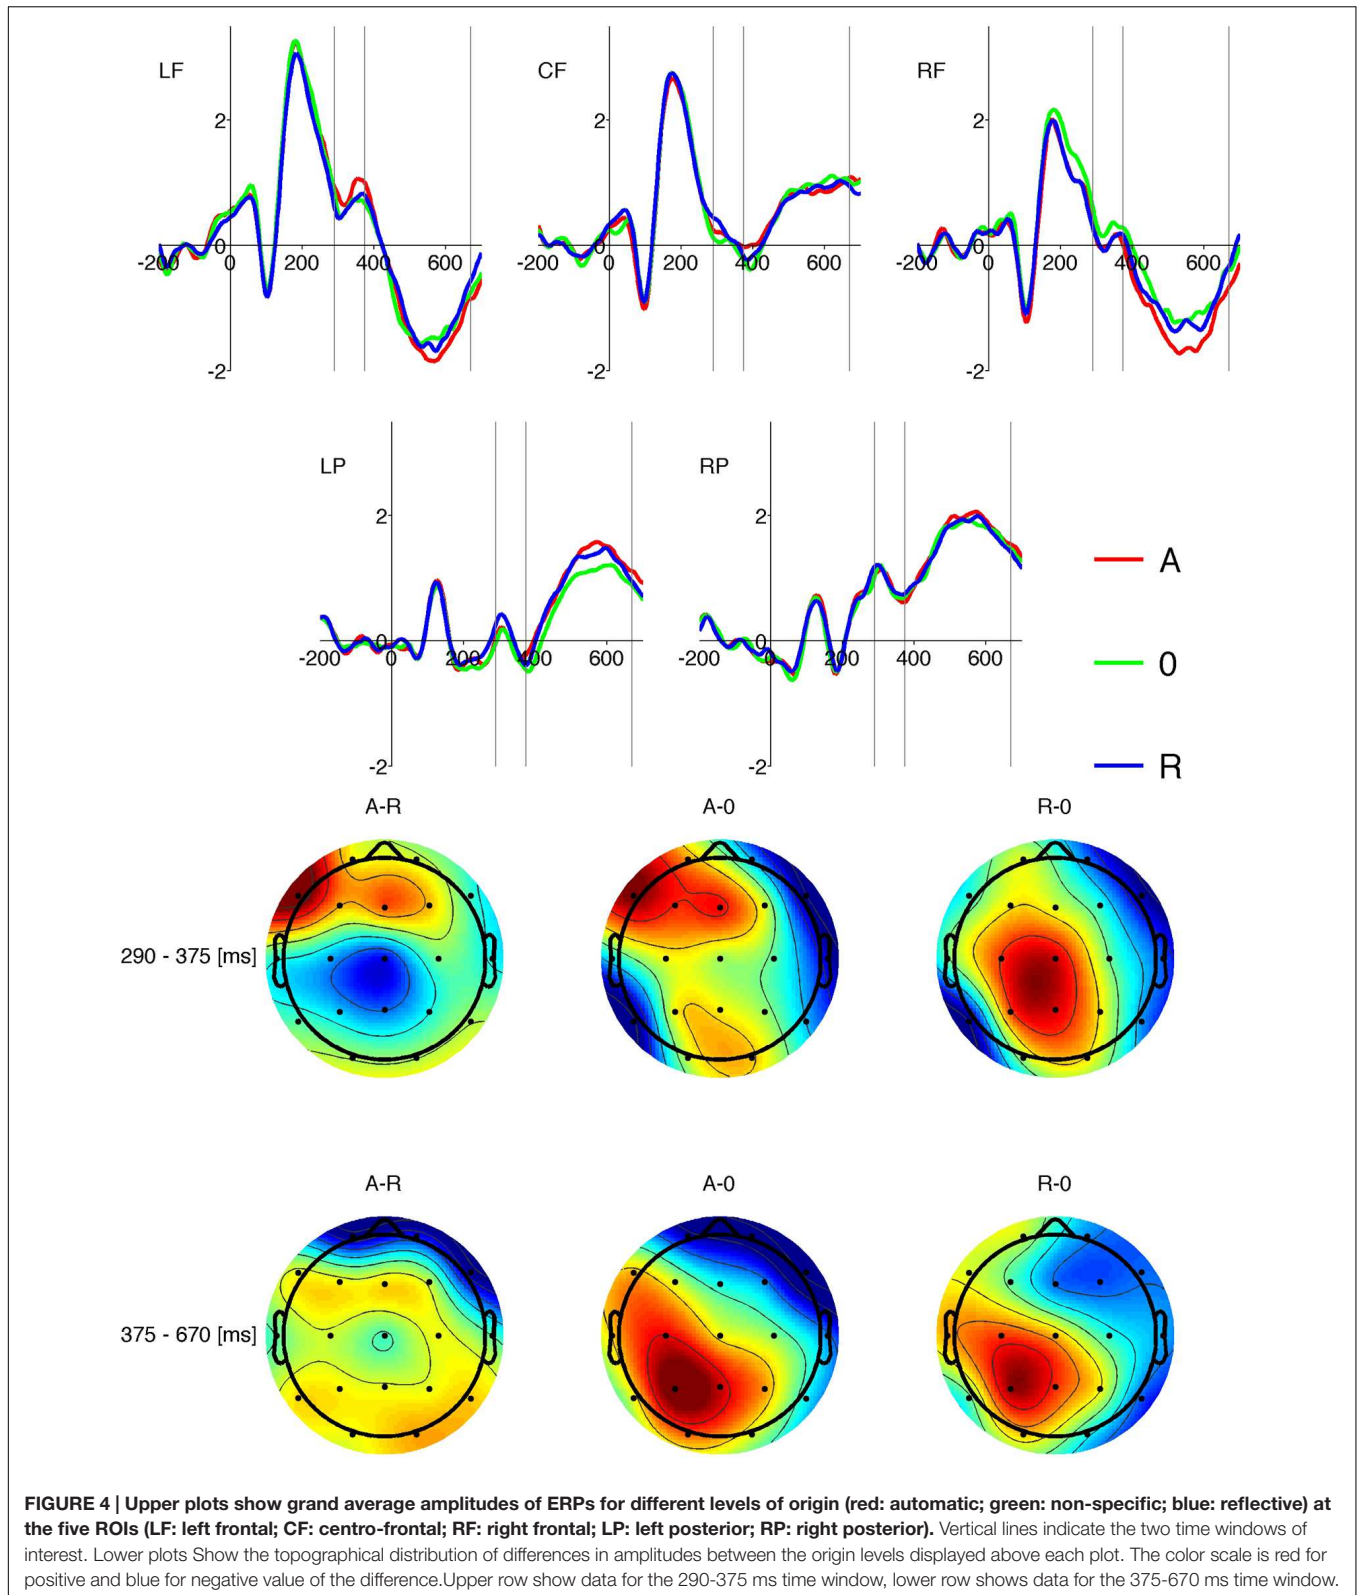 LF
CF
RF
2
2
2
0
0
0
-200 0 200 400 600
-200 0 200 400 600
-200 0 200 400 600
-2
-2
-2
LP
RP
2
2
A
0
0
0
-200 0 200 400 600
-200 0 200 400 600
-2
-2
R
A-R
A-0
R-0
290 - 375 [ms]
A-R
A-0
R-0
375 - 670 [ms]
FIGURE 4 | Upper plots show grand average amplitudes of ERPs for different levels of origin (red: automatic; green: non-specific; blue: reflective) at
the five ROIs (LF: left frontal; CF: centro-frontal; RF: right frontal; LP: left posterior; RP: right posterior). Vertical lines indicate the two time windows of
interest. Lower plots Show the topographical distribution of differences in amplitudes between the origin levels displayed above each plot. The color scale is red for
positive and blue for negative value of the difference.Upper row show data for the 290-375 ms time window, lower row shows data for the 375-670 ms time window.